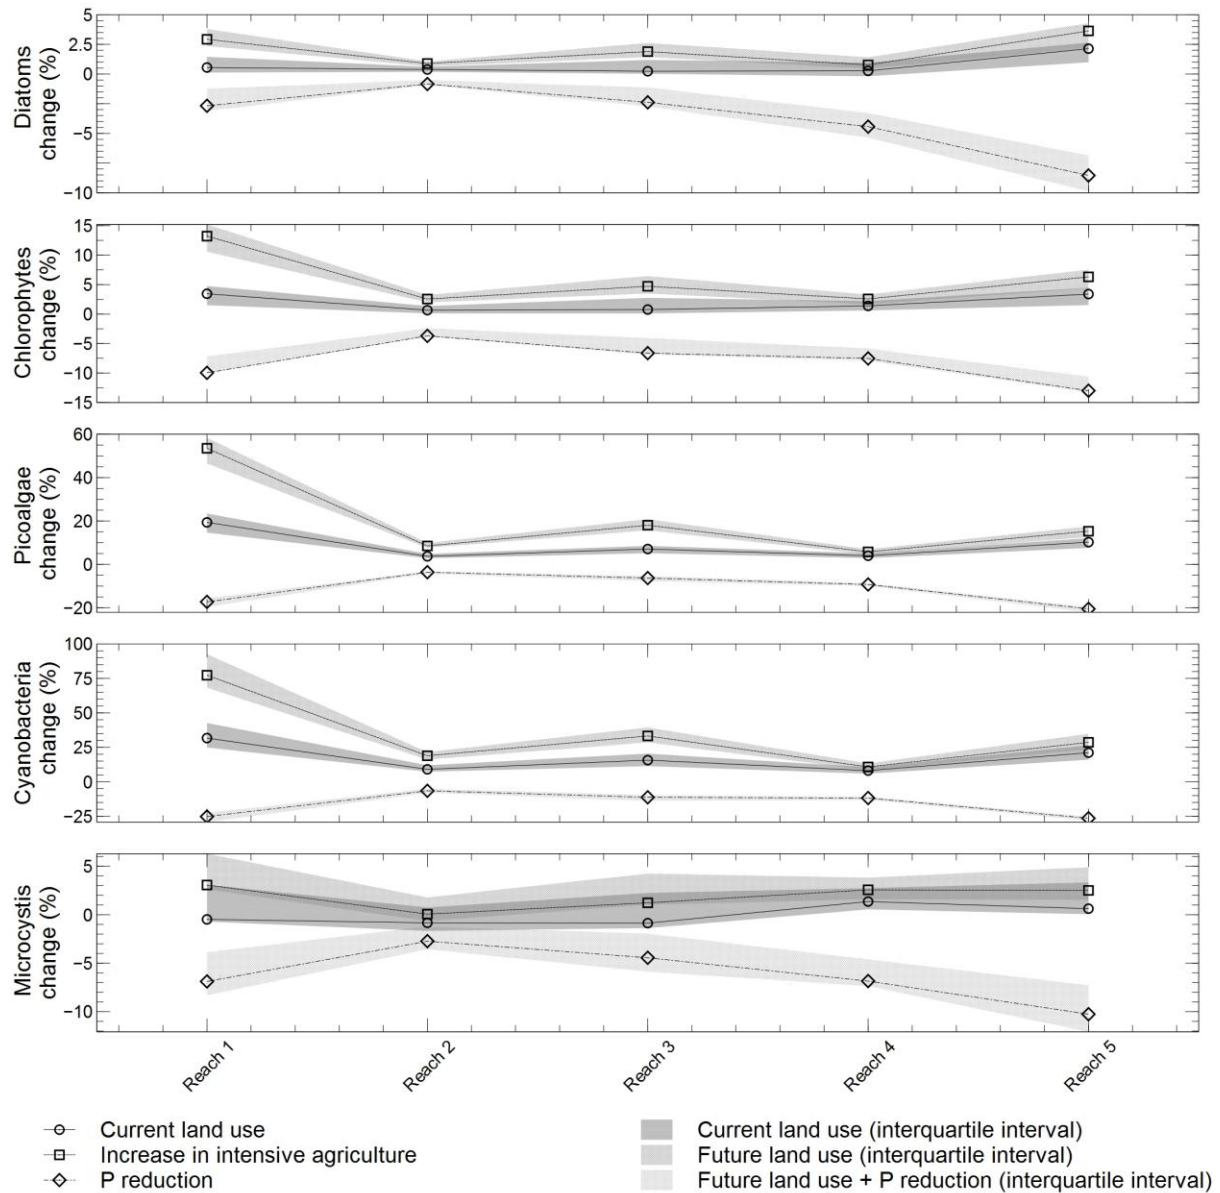 Diatoms
change (%)
5
2.5
0
−5
−10
Chlorophytes
change (%)
15
10
5
0
−5
−10
−15
Picoalgae
change (%)
60
40
20
0
−20
Cyanobacteria
change (%)
100
75
50
25
0
−25
Microcystis
change (%)
5
0
−5
−10
Reach 1
Reach 2
Reach 3
Reach 4
Reach 5
Current land use
Increase in intensive agriculture
P reduction
Current land use (interquartile interval)
Future land use (interquartile interval)
Future land use + P reduction (interquartile interval)